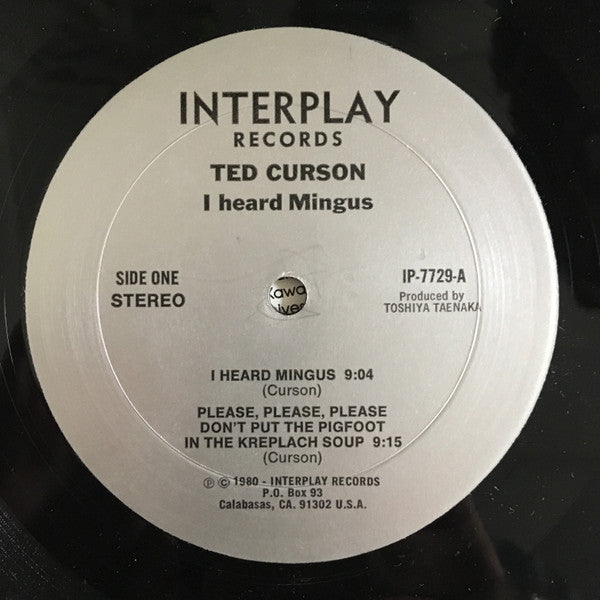 INTERPLAY
RECORDS
TED CURSON
I heard Mingus
SIDE ONE
STEREO
IP-7729-A
Produced by
TOSHIYA TAENAKA
I HEARD MINGUS 9:04
(Curson)
PLEASE, PLEASE, PLEASE
DON'T PUT THE PIGFOOT
IN THE KREPLACH SOUP 9:15
(Curson)
℗ © 1980 - INTERPLAY RECORDS
P.O. Box 93
Calabasas, CA. 91302 U.S.A.